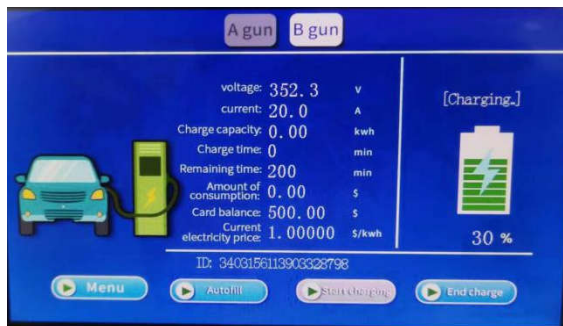 A gun B gun
voltage: 352.3 V
current: 20.0 A
[Charging.]
Charge capacity: 0.00 kwh
Charge time: 0 min
Remaining time: 200 min
Amount of
consumption: 0.00 $
Card balance: 500.00 $
Current
electricity price: 1.00000 $/kwh
30 %
ID: 3403156113903328798
Menu Autofill Start charging End charge